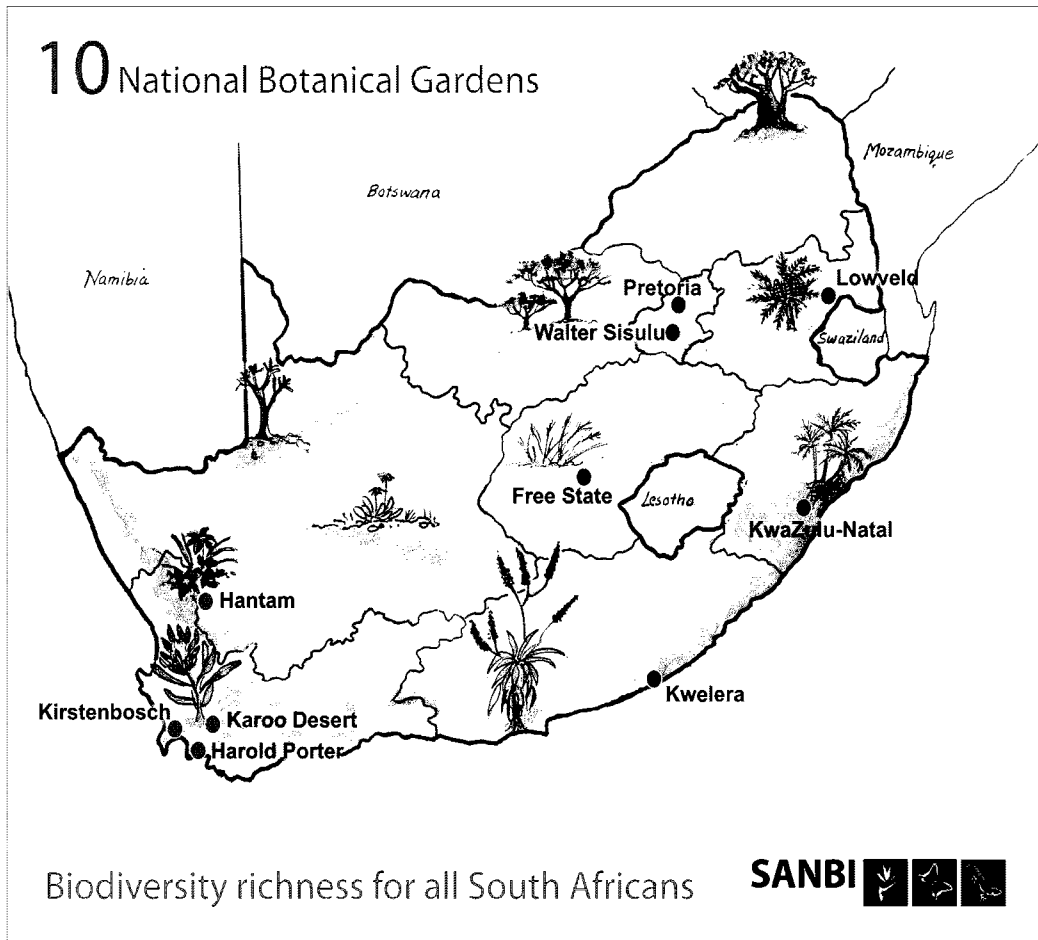 10 National Botanical Gardens
Mozambique
Botswana
Namibia
Lowveld
Pretoria
Walter Sisulu
Swaziland
Free State
Lesotho
KwaZulu-Natal
Hantam
Kwelera
Kirstenbosch
Karoo Desert
Harold Porter
Biodiversity richness for all South Africans
SANBI